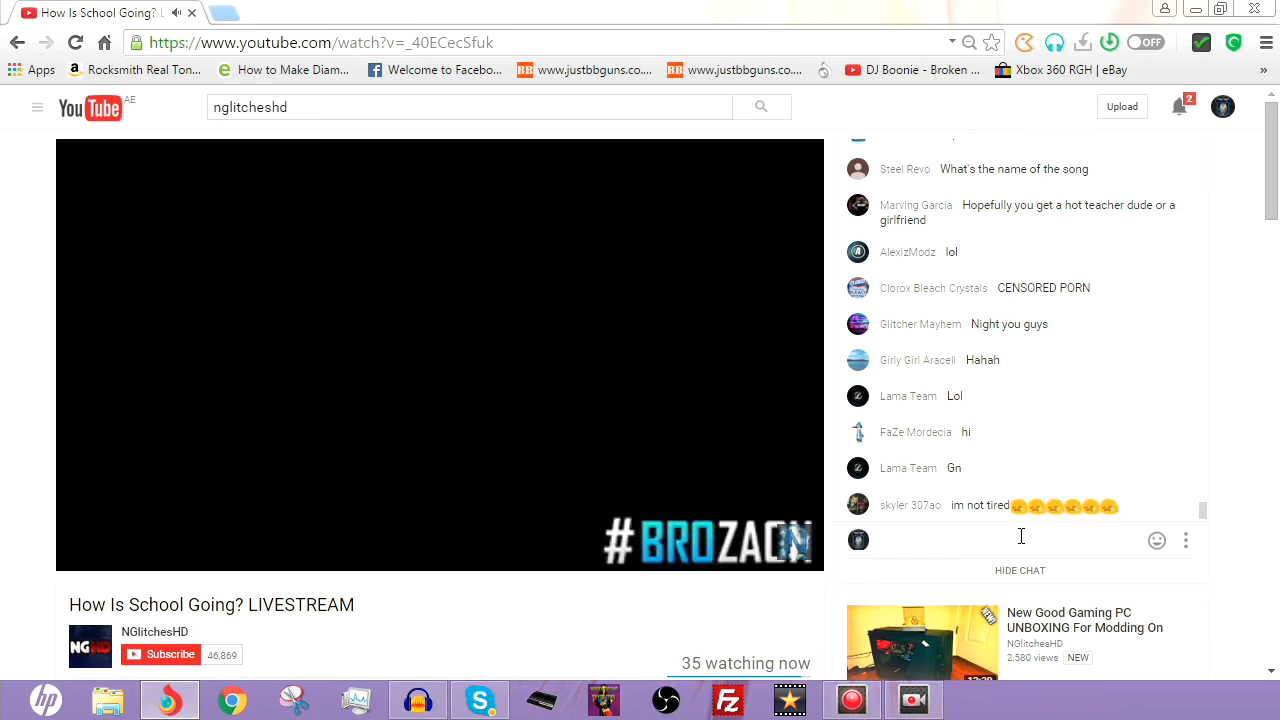 How Is School Going? L
https://www.youtube.com/watch?v=_40ECecSfuk
OFF
Apps
Rocksmith Real Ton...
How to Make Diam...
Welcome to Facebo...
BB www.justbbguns.co...
BB www.justbbguns.co...
DJ Boonie - Broken ...
Xbox 360 RGH | eBay
»
YouTube AE
nglitcheshd
Upload
2
Steel Revo What's the name of the song
Marving Garcia Hopefully you get a hot teacher dude or a
girlfriend
AlexizModz lol
Clorox Bleach Crystals CENSORED PORN
Glitcher Mayhem Night you guys
Girly Girl Araceli Hahah
Lama Team Lol
FaZe Mordecia hi
Lama Team Gn
skyler 307ao im not tired
HIDE CHAT
#BROZACN
How Is School Going? LIVESTREAM
NGHD
NGlitchesHD
Subscribe 46,869
35 watching now
New Good Gaming PC
UNBOXING For Modding On
NGlitchesHD
2,580 views NEW
hp